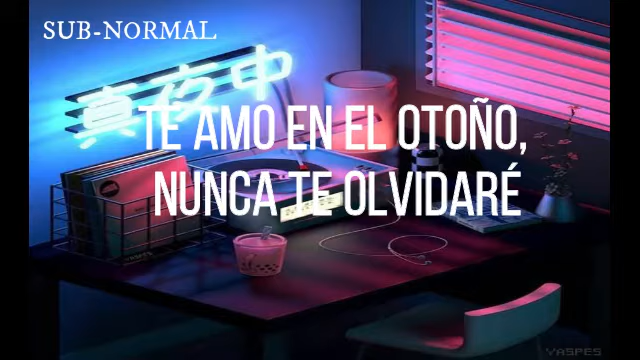 SUB-NORMAL
真夜中
TE AMO EN EL OTOÑO,
NUNCA TE OLVIDARÉ
YASPES